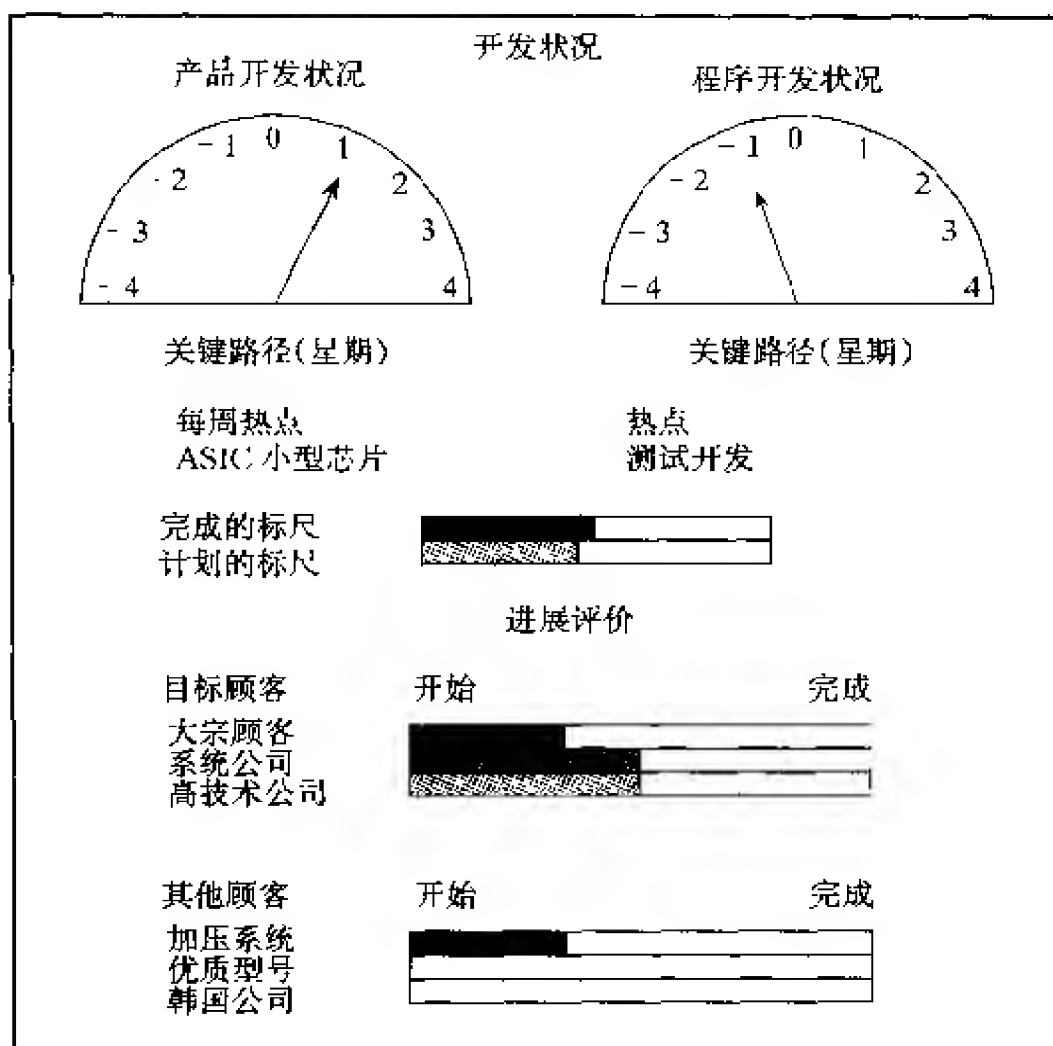 开发状况
产品开发状况 程序开发状况
-4 -3 -2 -1 0 1 2 3 4
-4 -3 -2 -1 0 1 2 3 4
关键路径(星期) 关键路径(星期)
每周热点 热点
ASIC 小型芯片 测试开发
完成的标尺
计划的标尺
进展评价
目标顾客 开始 完成
大宗顾客
系统公司
高技术公司
其他顾客 开始 完成
加压系统
优质型号
韩国公司